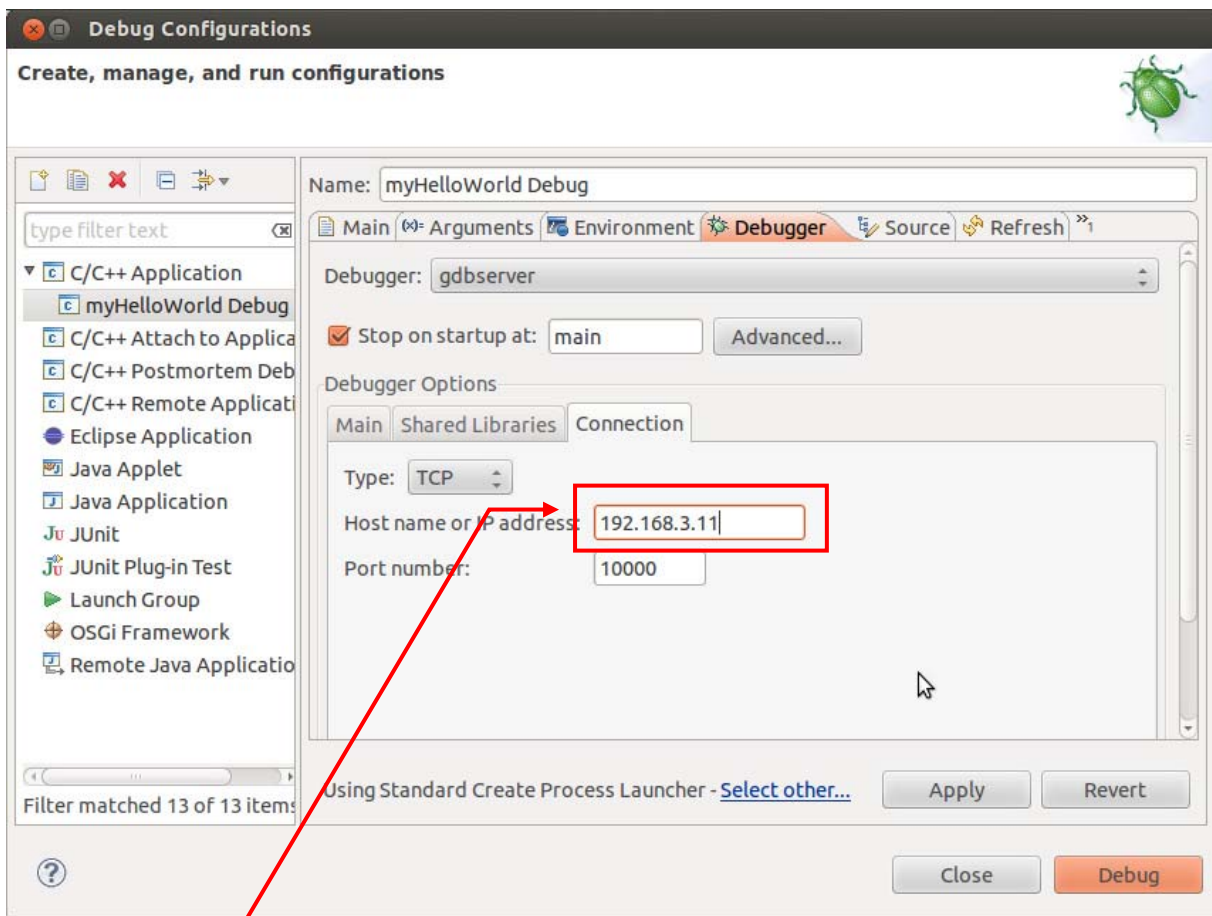 Debug Configurations
Create, manage, and run configurations
type filter text
C/C++ Application
myHelloWorld Debug
C/C++ Attach to Applica
C/C++ Postmortem Deb
C/C++ Remote Applicati
Eclipse Application
Java Applet
Java Application
Ju JUnit
JUnit Plug-in Test
Launch Group
OSGi Framework
Remote Java Applicatio
Filter matched 13 of 13 items
Name: myHelloWorld Debug
Main (x)= Arguments Environment Debugger Source Refresh »1
Debugger: gdbserver
Stop on startup at: main Advanced...
Debugger Options
Main Shared Libraries Connection
Type: TCP
Host name or IP address: 192.168.3.11
Port number: 10000
Using Standard Create Process Launcher - Select other... Apply Revert
? Close Debug